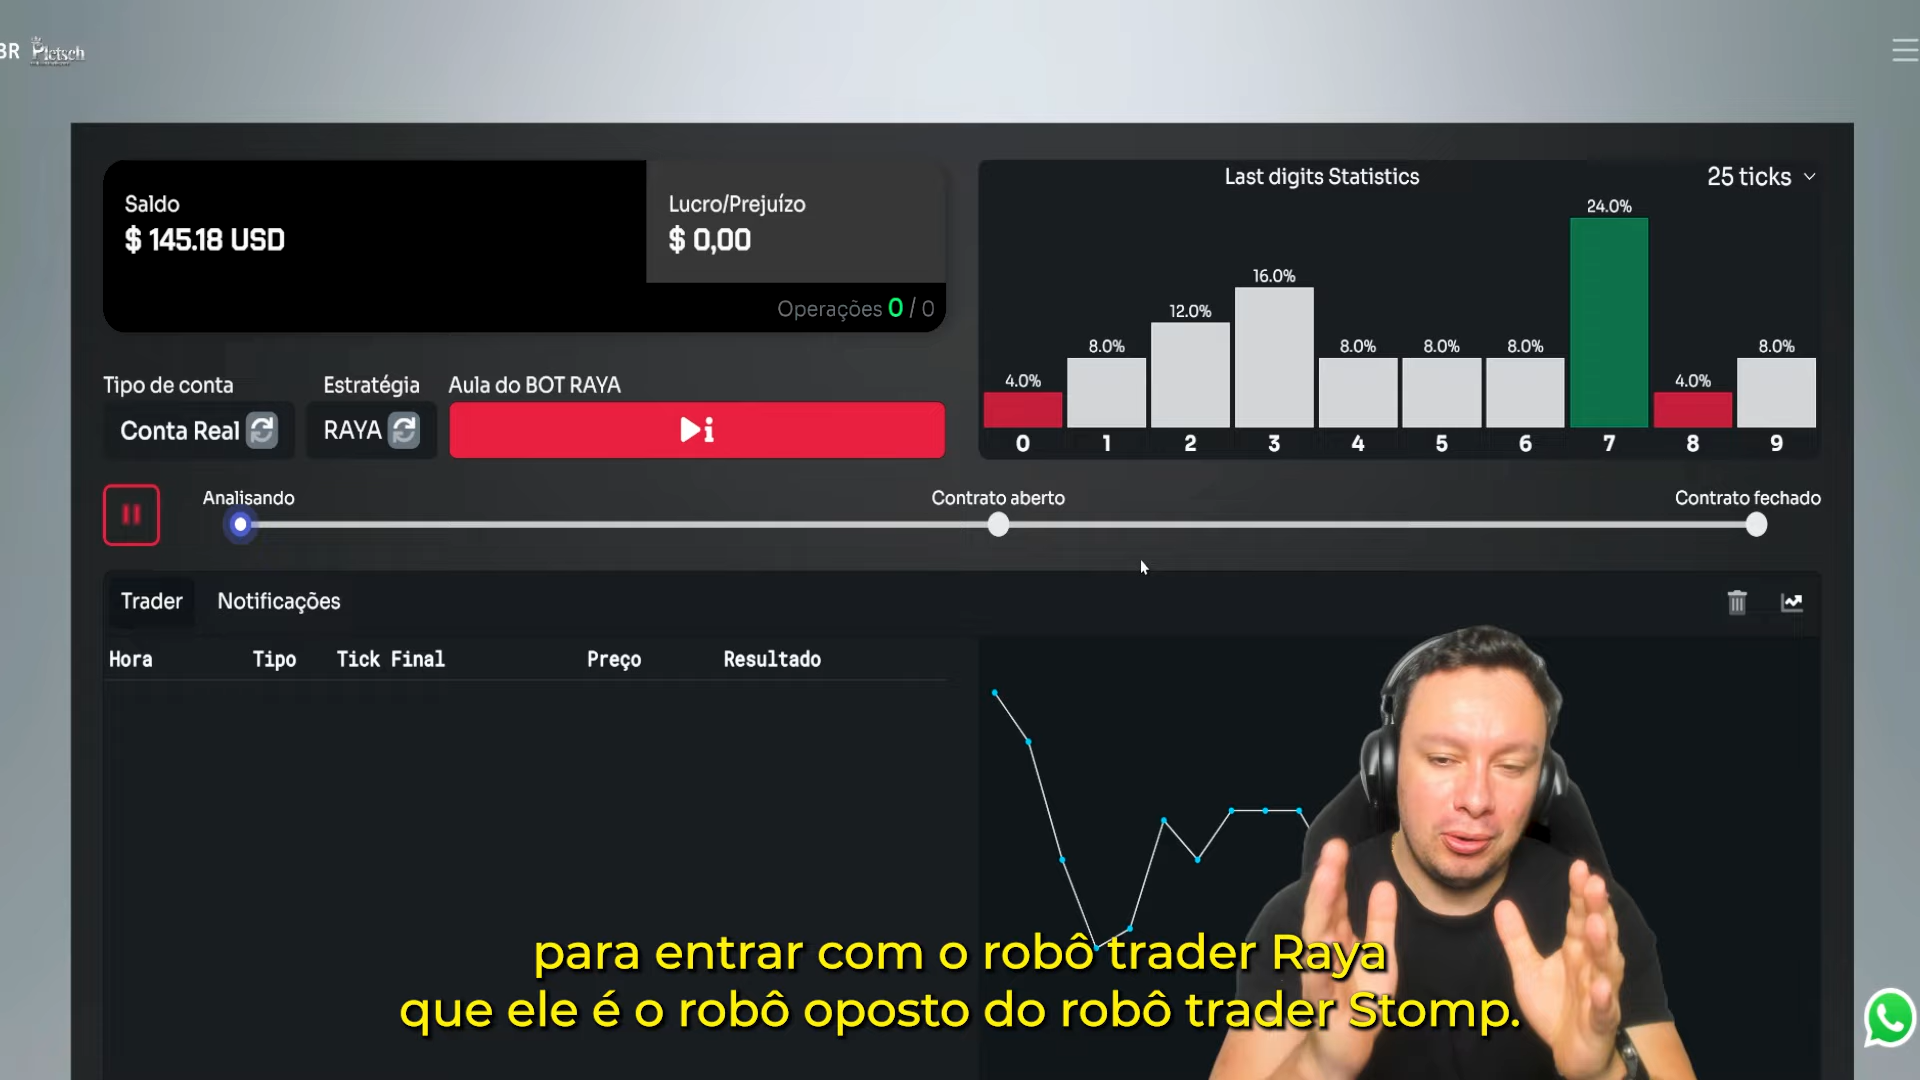 BR Pletsch
Saldo
$ 145.18 USD
Lucro/Prejuízo
$ 0,00
Operações 0 / 0
Tipo de conta
Conta Real
Estratégia
RAYA
Aula do BOT RAYA
Last digits Statistics
25 ticks
4.0%
8.0%
12.0%
16.0%
8.0%
8.0%
8.0%
24.0%
4.0%
8.0%
0 1 2 3 4 5 6 7 8 9
Analisando
Contrato aberto
Contrato fechado
Trader
Notificações
Hora Tipo Tick Final Preço Resultado
para entrar com o robô trader Raya
que ele é o robô oposto do robô trader Stomp.